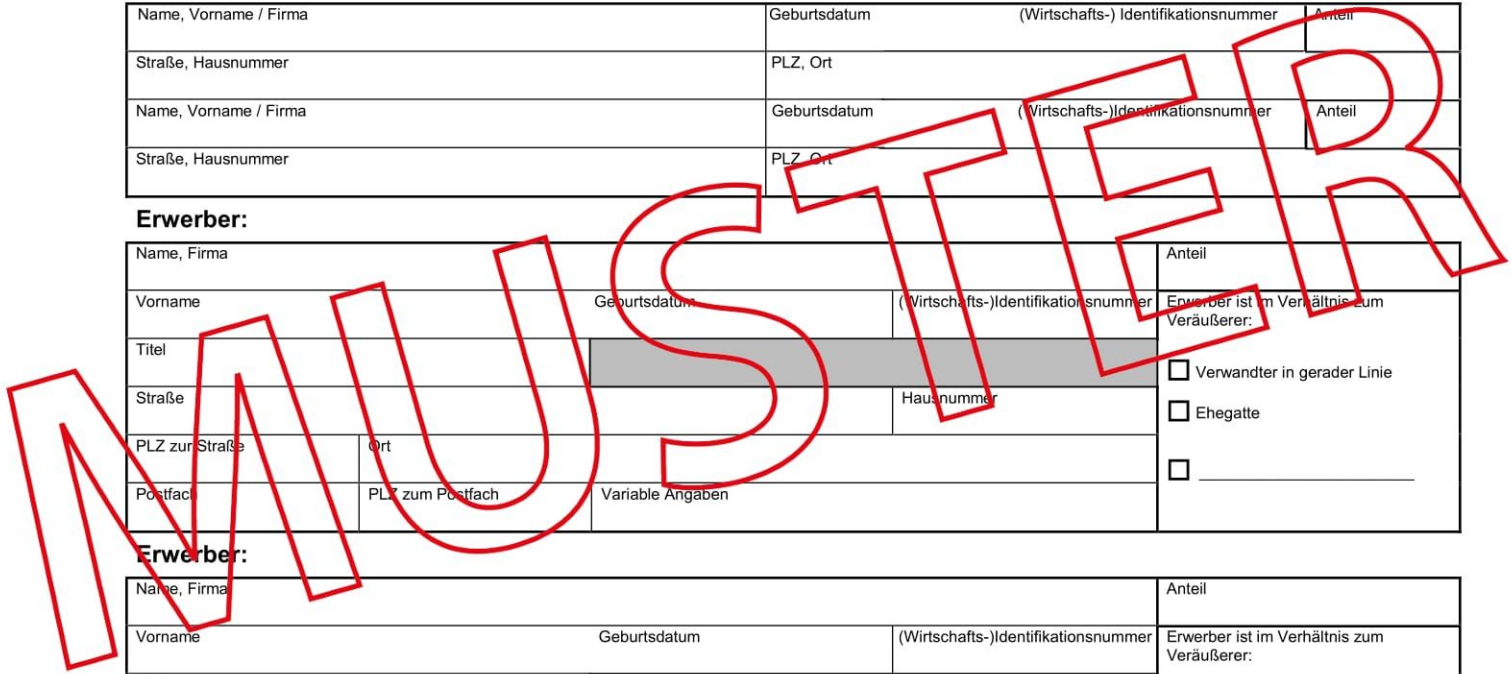 Name, Vorname / Firma Geburtsdatum (Wirtschafts-) Identifikationsnummer Anteil
Straße, Hausnummer PLZ, Ort
Name, Vorname / Firma Geburtsdatum (Wirtschafts-)Identifikationsnummer Anteil
Straße, Hausnummer PLZ, Ort
Erwerber:
Name, Firma Anteil
Vorname Geburtsdatum (Wirtschafts-)Identifikationsnummer Erwerber ist im Verhältnis zum
Veräußerer:
Titel
Verwandter in gerader Linie
Straße Hausnummer
Ehegatte
PLZ zur Straße Ort
Postfach PLZ zum Postfach Variable Angaben
Erwerber:
Name, Firma Anteil
Vorname Geburtsdatum (Wirtschafts-)Identifikationsnummer Erwerber ist im Verhältnis zum
Veräußerer:
MUSTER